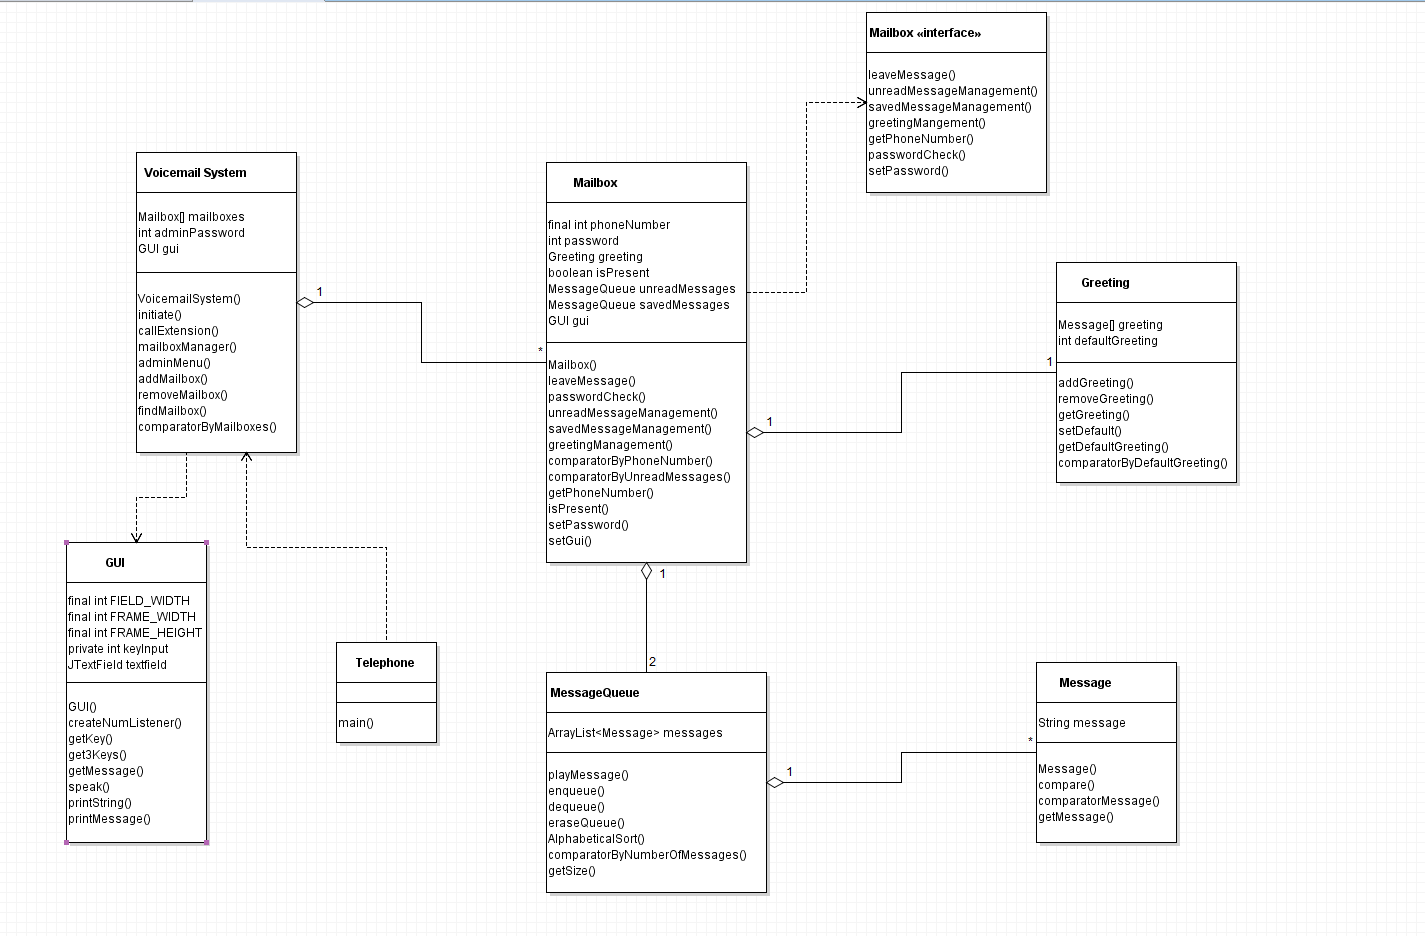 Mailbox «interface»
leaveMessage()
unreadMessageManagement()
savedMessageManagement()
greetingMangement()
getPhoneNumber()
passwordCheck()
setPassword()
Voicemail System
Mailbox[] mailboxes
int adminPassword
GUI gui
VoicemailSystem()
initiate()
callExtension()
mailboxManager()
adminMenu()
addMailbox()
removeMailbox()
findMailbox()
comparatorByMailboxes()
1
*
Mailbox
final int phoneNumber
int password
Greeting greeting
boolean isPresent
MessageQueue unreadMessages
MessageQueue savedMessages
GUI gui
Mailbox()
leaveMessage()
passwordCheck()
unreadMessageManagement()
savedMessageManagement()
greetingManagement()
comparatorByPhoneNumber()
comparatorByUnreadMessages()
getPhoneNumber()
isPresent()
setPassword()
setGui()
1
1
Greeting
Message[] greeting
int defaultGreeting
addGreeting()
removeGreeting()
getGreeting()
setDefault()
getDefaultGreeting()
comparatorByDefaultGreeting()
GUI
final int FIELD_WIDTH
final int FRAME_WIDTH
final int FRAME_HEIGHT
private int keyInput
JTextField textfield
GUI()
createNumListener()
getKey()
get3Keys()
getMessage()
speak()
printString()
printMessage()
Telephone
main()
1
2
MessageQueue
ArrayList<Message> messages
playMessage()
enqueue()
dequeue()
eraseQueue()
AlphabeticalSort()
comparatorByNumberOfMessages()
getSize()
1
*
Message
String message
Message()
compare()
comparatorMessage()
getMessage()